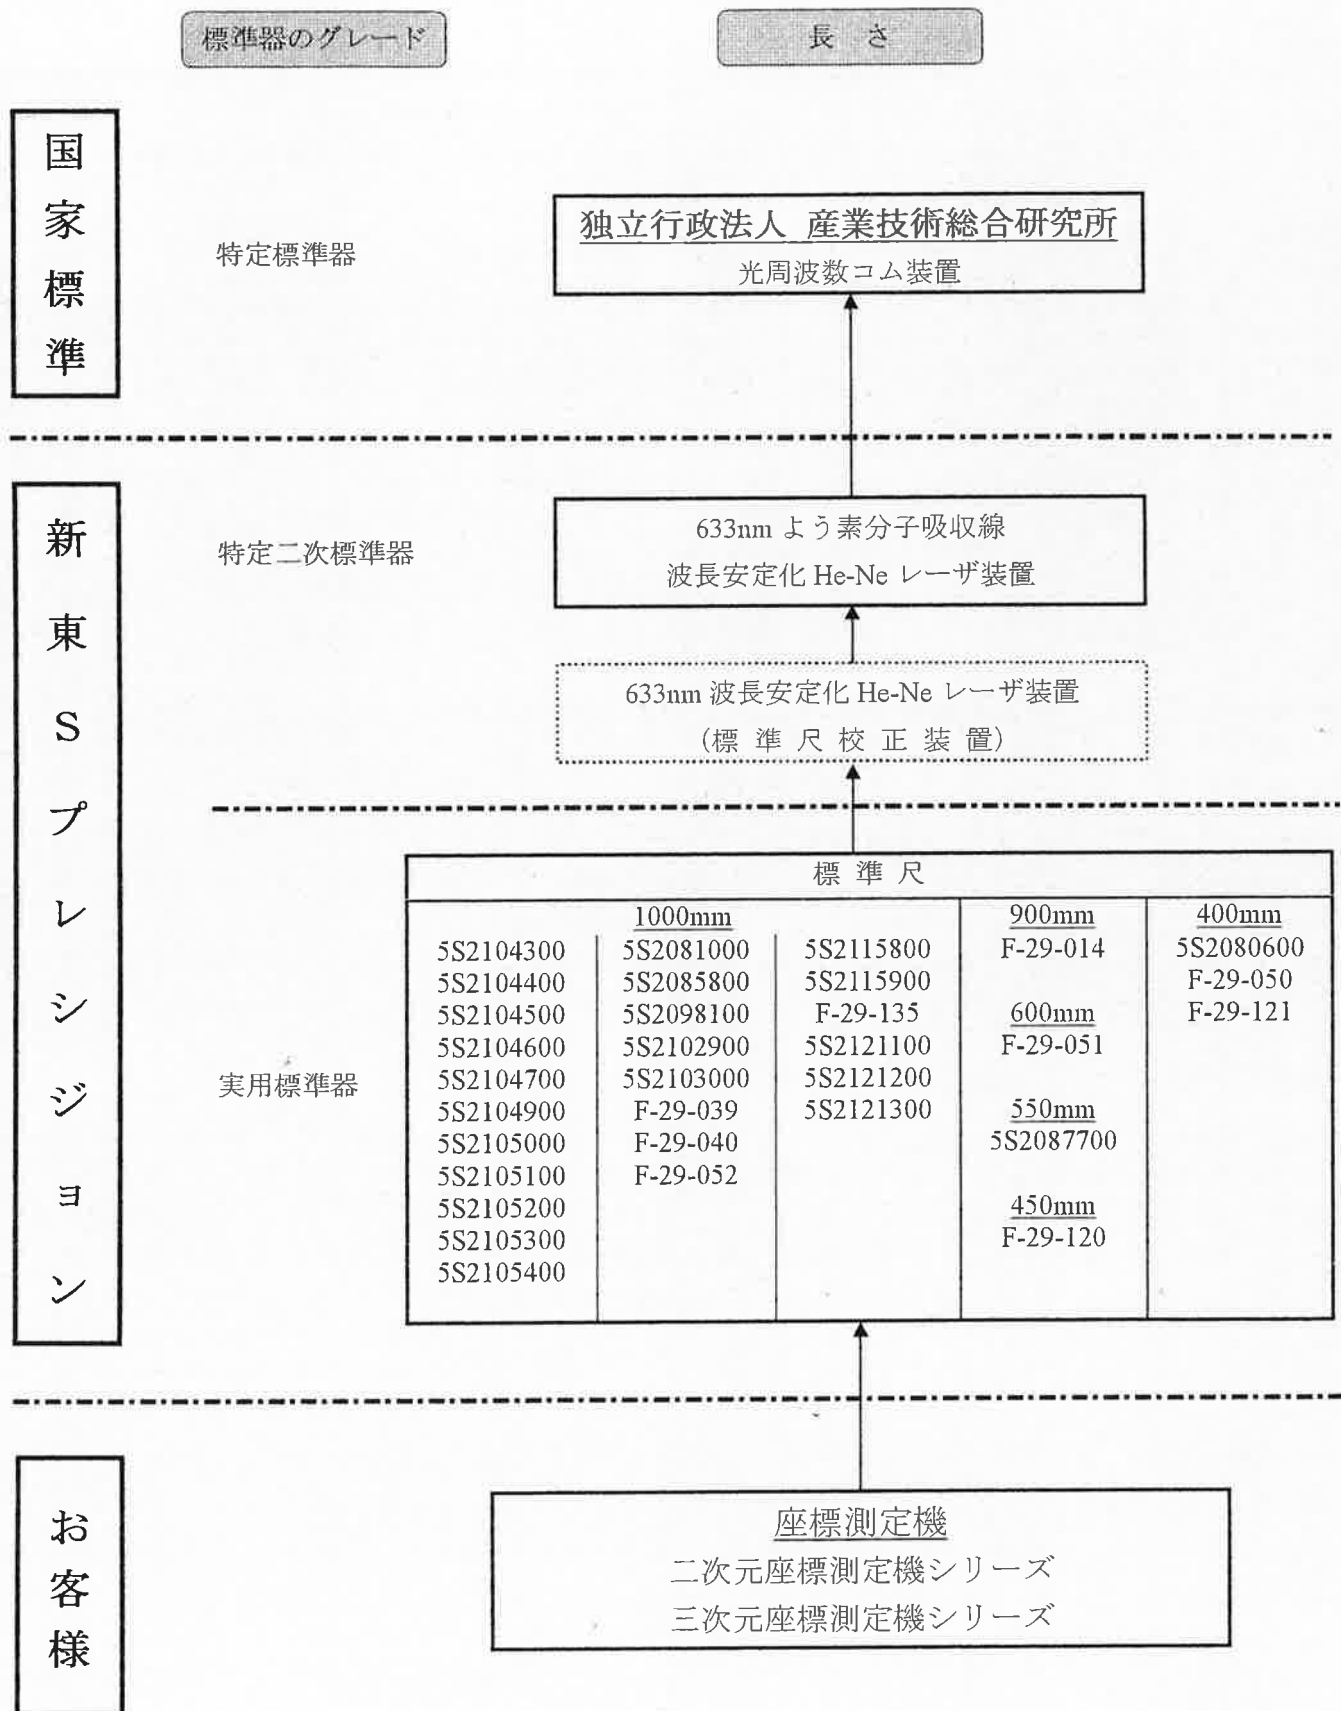 標準器のグレード
長 さ
国家標準
特定標準器
独立行政法人 産業技術総合研究所
光周波数コム装置
新東Sプレシジョン
特定二次標準器
633nm よう素分子吸収線
波長安定化 He-Ne レーザ装置
633nm 波長安定化 He-Ne レーザ装置
(標 準 尺 校 正 装 置)
実用標準器
標 準 尺
1000mm
5S2104300
5S2104400
5S2104500
5S2104600
5S2104700
5S2104900
5S2105000
5S2105100
5S2105200
5S2105300
5S2105400
5S2081000
5S2085800
5S2098100
5S2102900
5S2103000
F-29-039
F-29-040
F-29-052
5S2115800
5S2115900
F-29-135
5S2121100
5S2121200
5S2121300
900mm
F-29-014
600mm
F-29-051
550mm
5S2087700
450mm
F-29-120
400mm
5S2080600
F-29-050
F-29-121
お客様
座標測定機
二次元座標測定機シリーズ
三次元座標測定機シリーズ